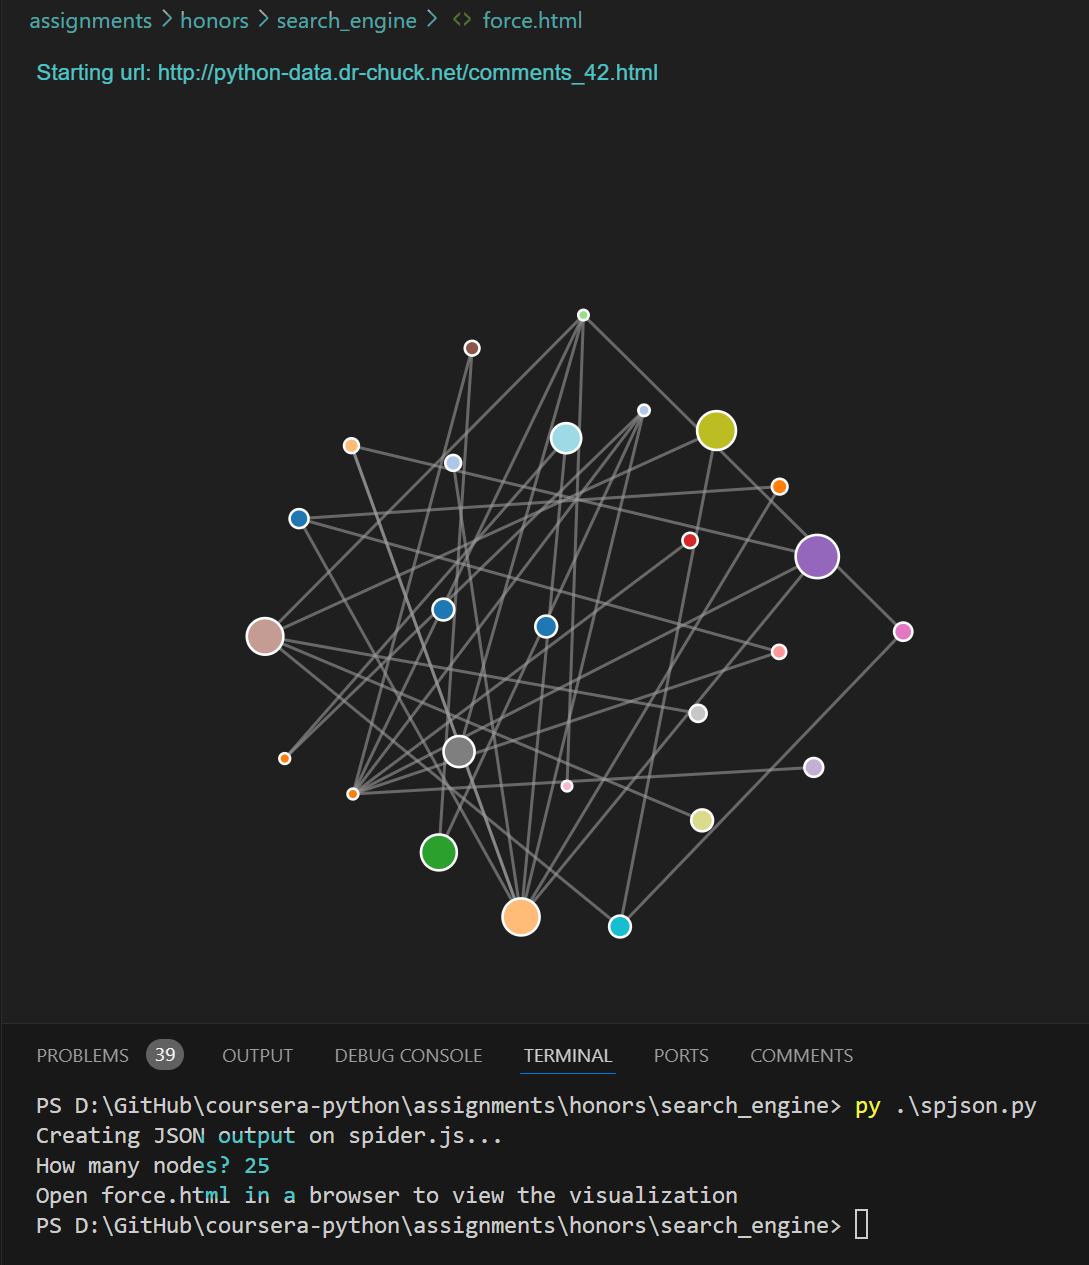 assignments > honors > search_engine > <> force.html
Starting url: http://python-data.dr-chuck.net/comments_42.html
PROBLEMS 39 OUTPUT DEBUG CONSOLE TERMINAL PORTS COMMENTS
PS D:\GitHub\coursera-python\assignments\honors\search_engine> py .\spjson.py
Creating JSON output on spider.js...
How many nodes? 25
Open force.html in a browser to view the visualization
PS D:\GitHub\coursera-python\assignments\honors\search_engine>